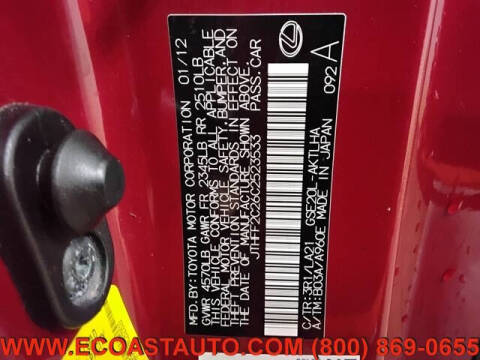 MFD. BY TOYOTA MOTOR CORPORATION 01/12
GVWR 4570LB GAWR FR 2345LB RR 2510LB
THIS VEHICLE CONFORMS TO ALL APPLICABLE
FEDERAL MOTOR VEHICLE SAFETY, BUMPER, AND
THEFT PREVENTION STANDARDS IN EFFECT ON
THE DATE OF MANUFACTURE SHOWN ABOVE.
JTHFF2C26C2523533 PASS. CAR
092 A
C/TR: 3R1/LA21 GSE20L-AKTLHA
A/TM: B03A/A960E MADE IN JAPAN
WWW.ECOASTAUTO.COM (800) 869-0655